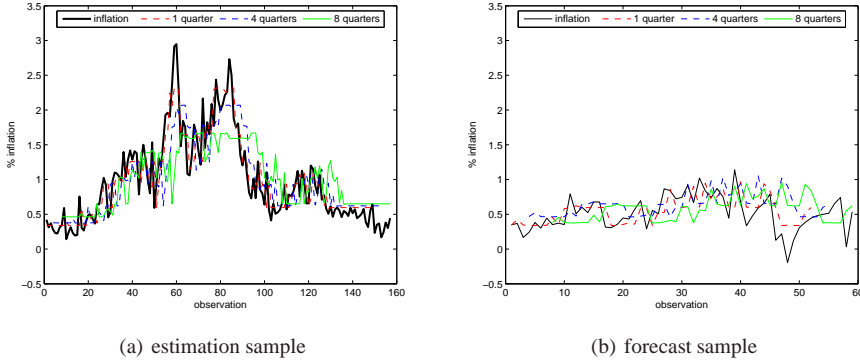 inflation 1 quarter 4 quarters 8 quarters
3.5
3
2.5
2
1.5
1
0.5
0
−0.5
% inflation
0 20 40 60 80 100 120 140 160
observation
(a) estimation sample
inflation 1 quarter 4 quarters 8 quarters
3.5
3
2.5
2
1.5
1
0.5
0
−0.5
% inflation
0 10 20 30 40 50 60
observation
(b) forecast sample